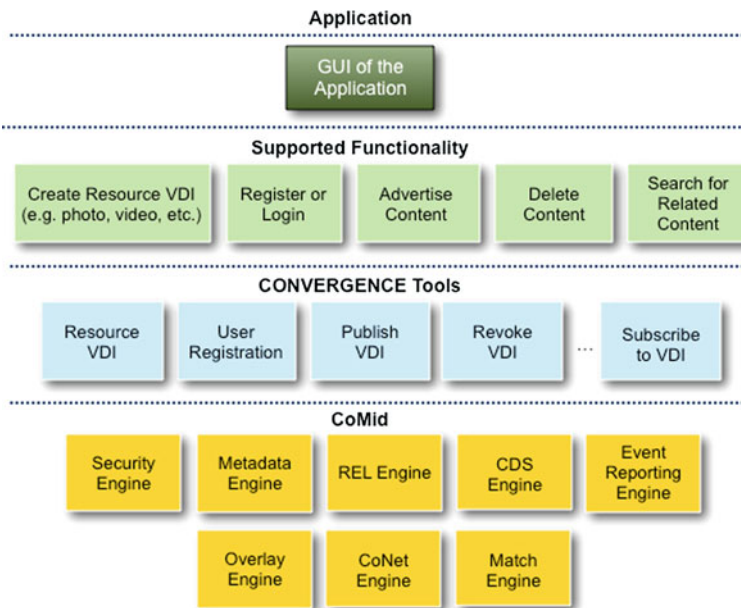 Application
GUI of the
Application
Supported Functionality
Create Resource VDI
(e.g. photo, video, etc.)
Register or
Login
Advertise
Content
Delete
Content
Search for
Related
Content
CONVERGENCE Tools
Resource
VDI
User
Registration
Publish
VDI
Revoke
VDI
...
Subscribe
to VDI
CoMid
Security
Engine
Metadata
Engine
REL Engine
CDS
Engine
Event
Reporting
Engine
Overlay
Engine
CoNet
Engine
Match
Engine